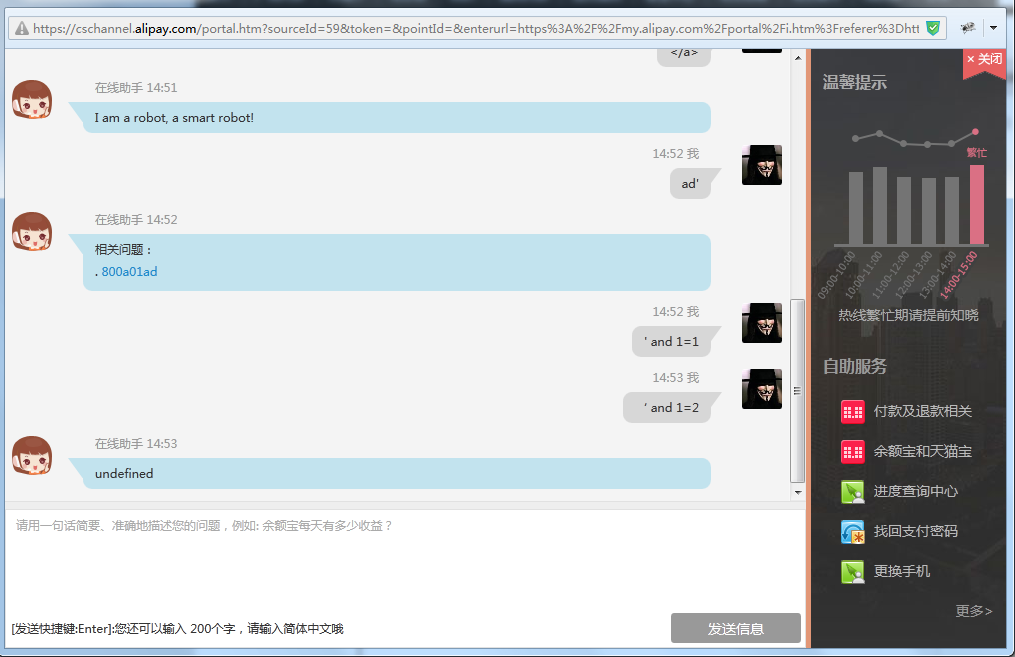 https://cschannel.alipay.com/portal.htm?sourceId=59&token=&pointId=&enterurl=https%3A%2F%2Fmy.alipay.com%2Fportal%2Fi.htm%3Freferer%3Dhtt
</a>
在线助手 14:51
I am a robot, a smart robot!
14:52 我
ad'
在线助手 14:52
相关问题：
. 800a01ad
14:52 我
' and 1=1
14:53 我
' and 1=2
在线助手 14:53
undefined
请用一句话简要、准确地描述您的问题，例如: 余额宝每天有多少收益？
[发送快捷键:Enter]:您还可以输入 200个字，请输入简体中文哦
发送信息
× 关闭
温馨提示
繁忙
09:00-10:00
10:00-11:00
11:00-12:00
12:00-13:00
13:00-14:00
14:00-15:00
热线繁忙期请提前知晓
自助服务
付款及退款相关
余额宝和天猫宝
进度查询中心
找回支付密码
更换手机
更多>